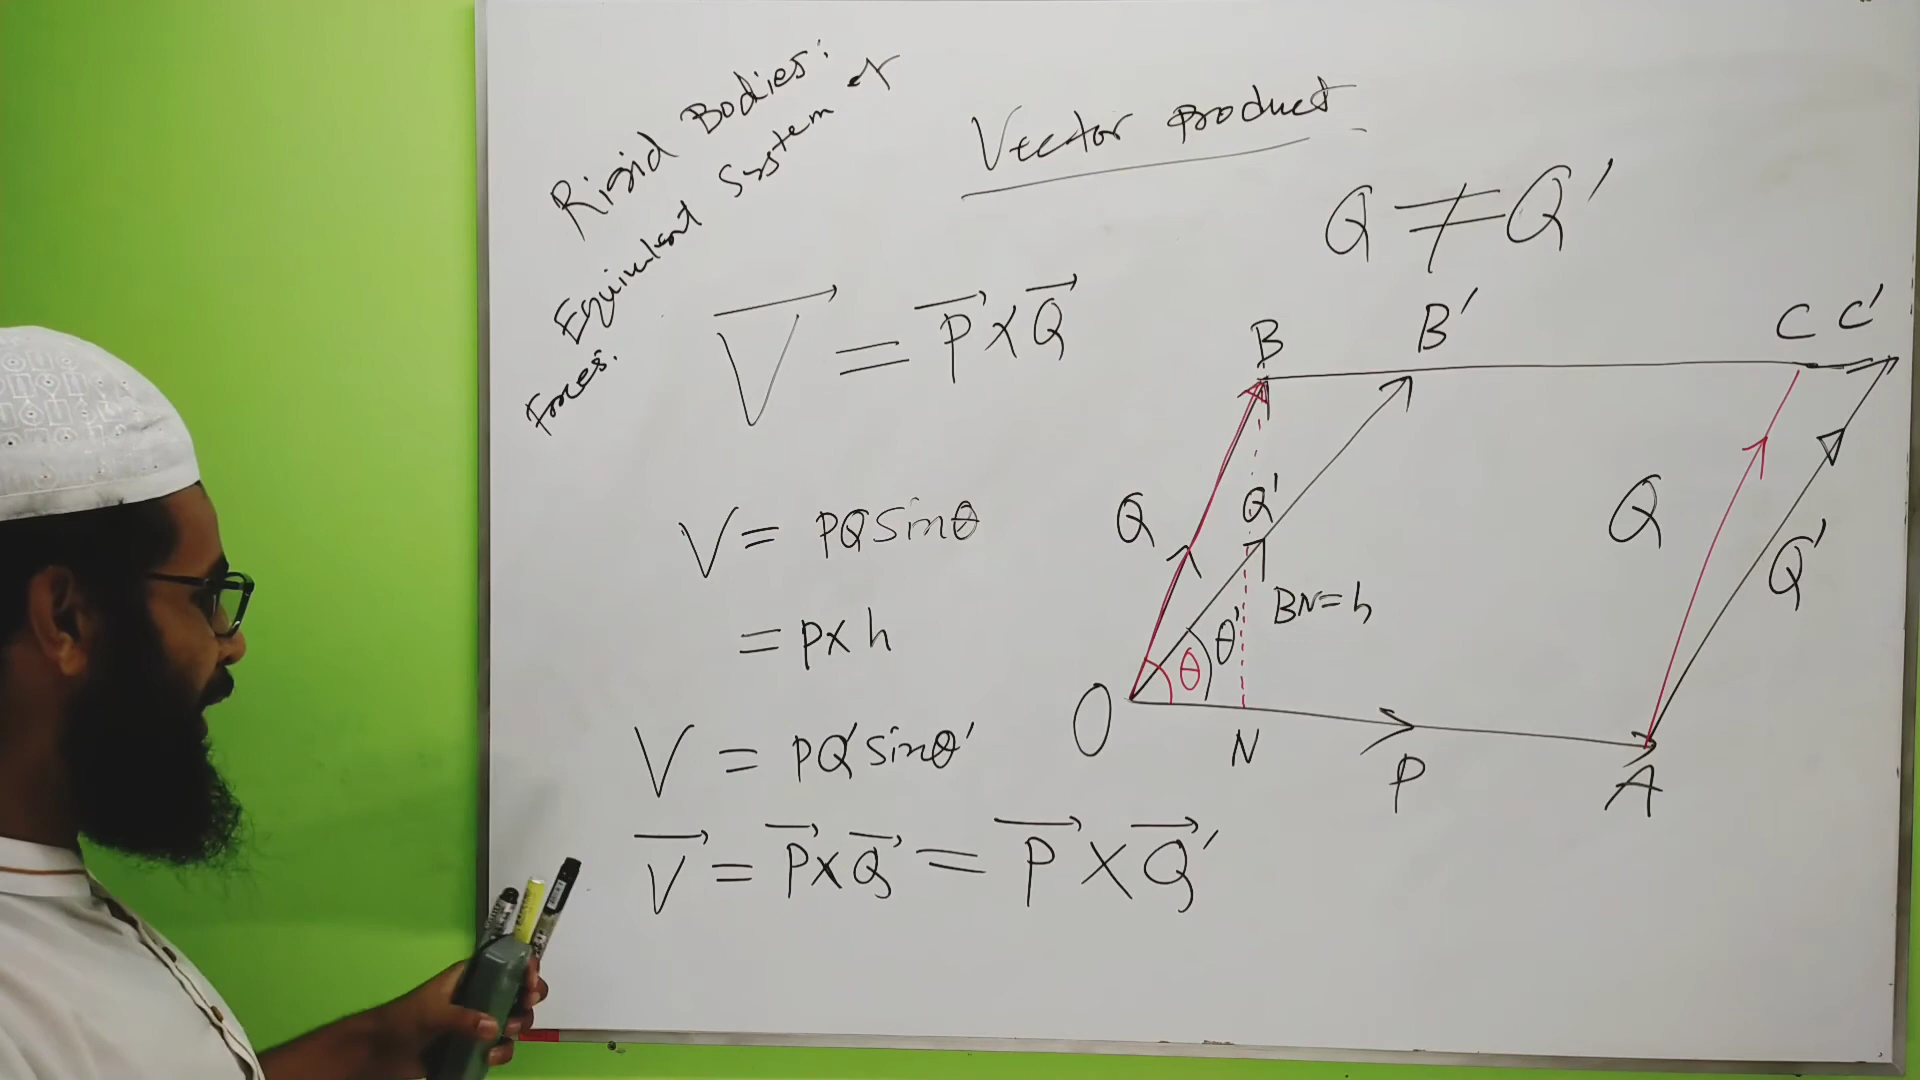 Rigid Bodies:
Equivalent System of
Forces.
Vector product
Q ≠ Q'
V⃗ = P⃗ x Q⃗
V = PQ sinθ
= p x h
V = PQ' sinθ'
V⃗ = P⃗ x Q⃗ = P⃗ x Q⃗'
B B' C C'
Q Q' Q Q'
BN = h
θ θ'
O N P A